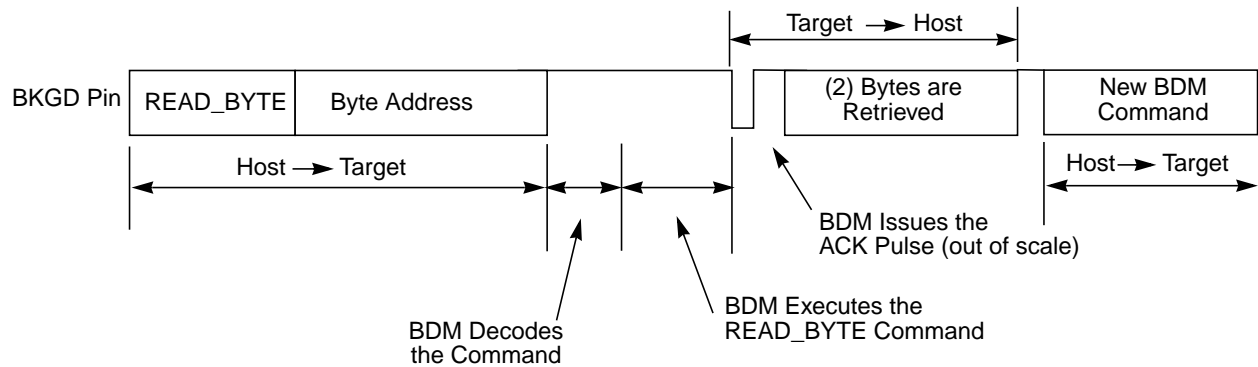 Target → Host
BKGD Pin
READ_BYTE
Byte Address
(2) Bytes are
Retrieved
New BDM
Command
Host → Target
Host → Target
BDM Issues the
ACK Pulse (out of scale)
BDM Decodes
the Command
BDM Executes the
READ_BYTE Command